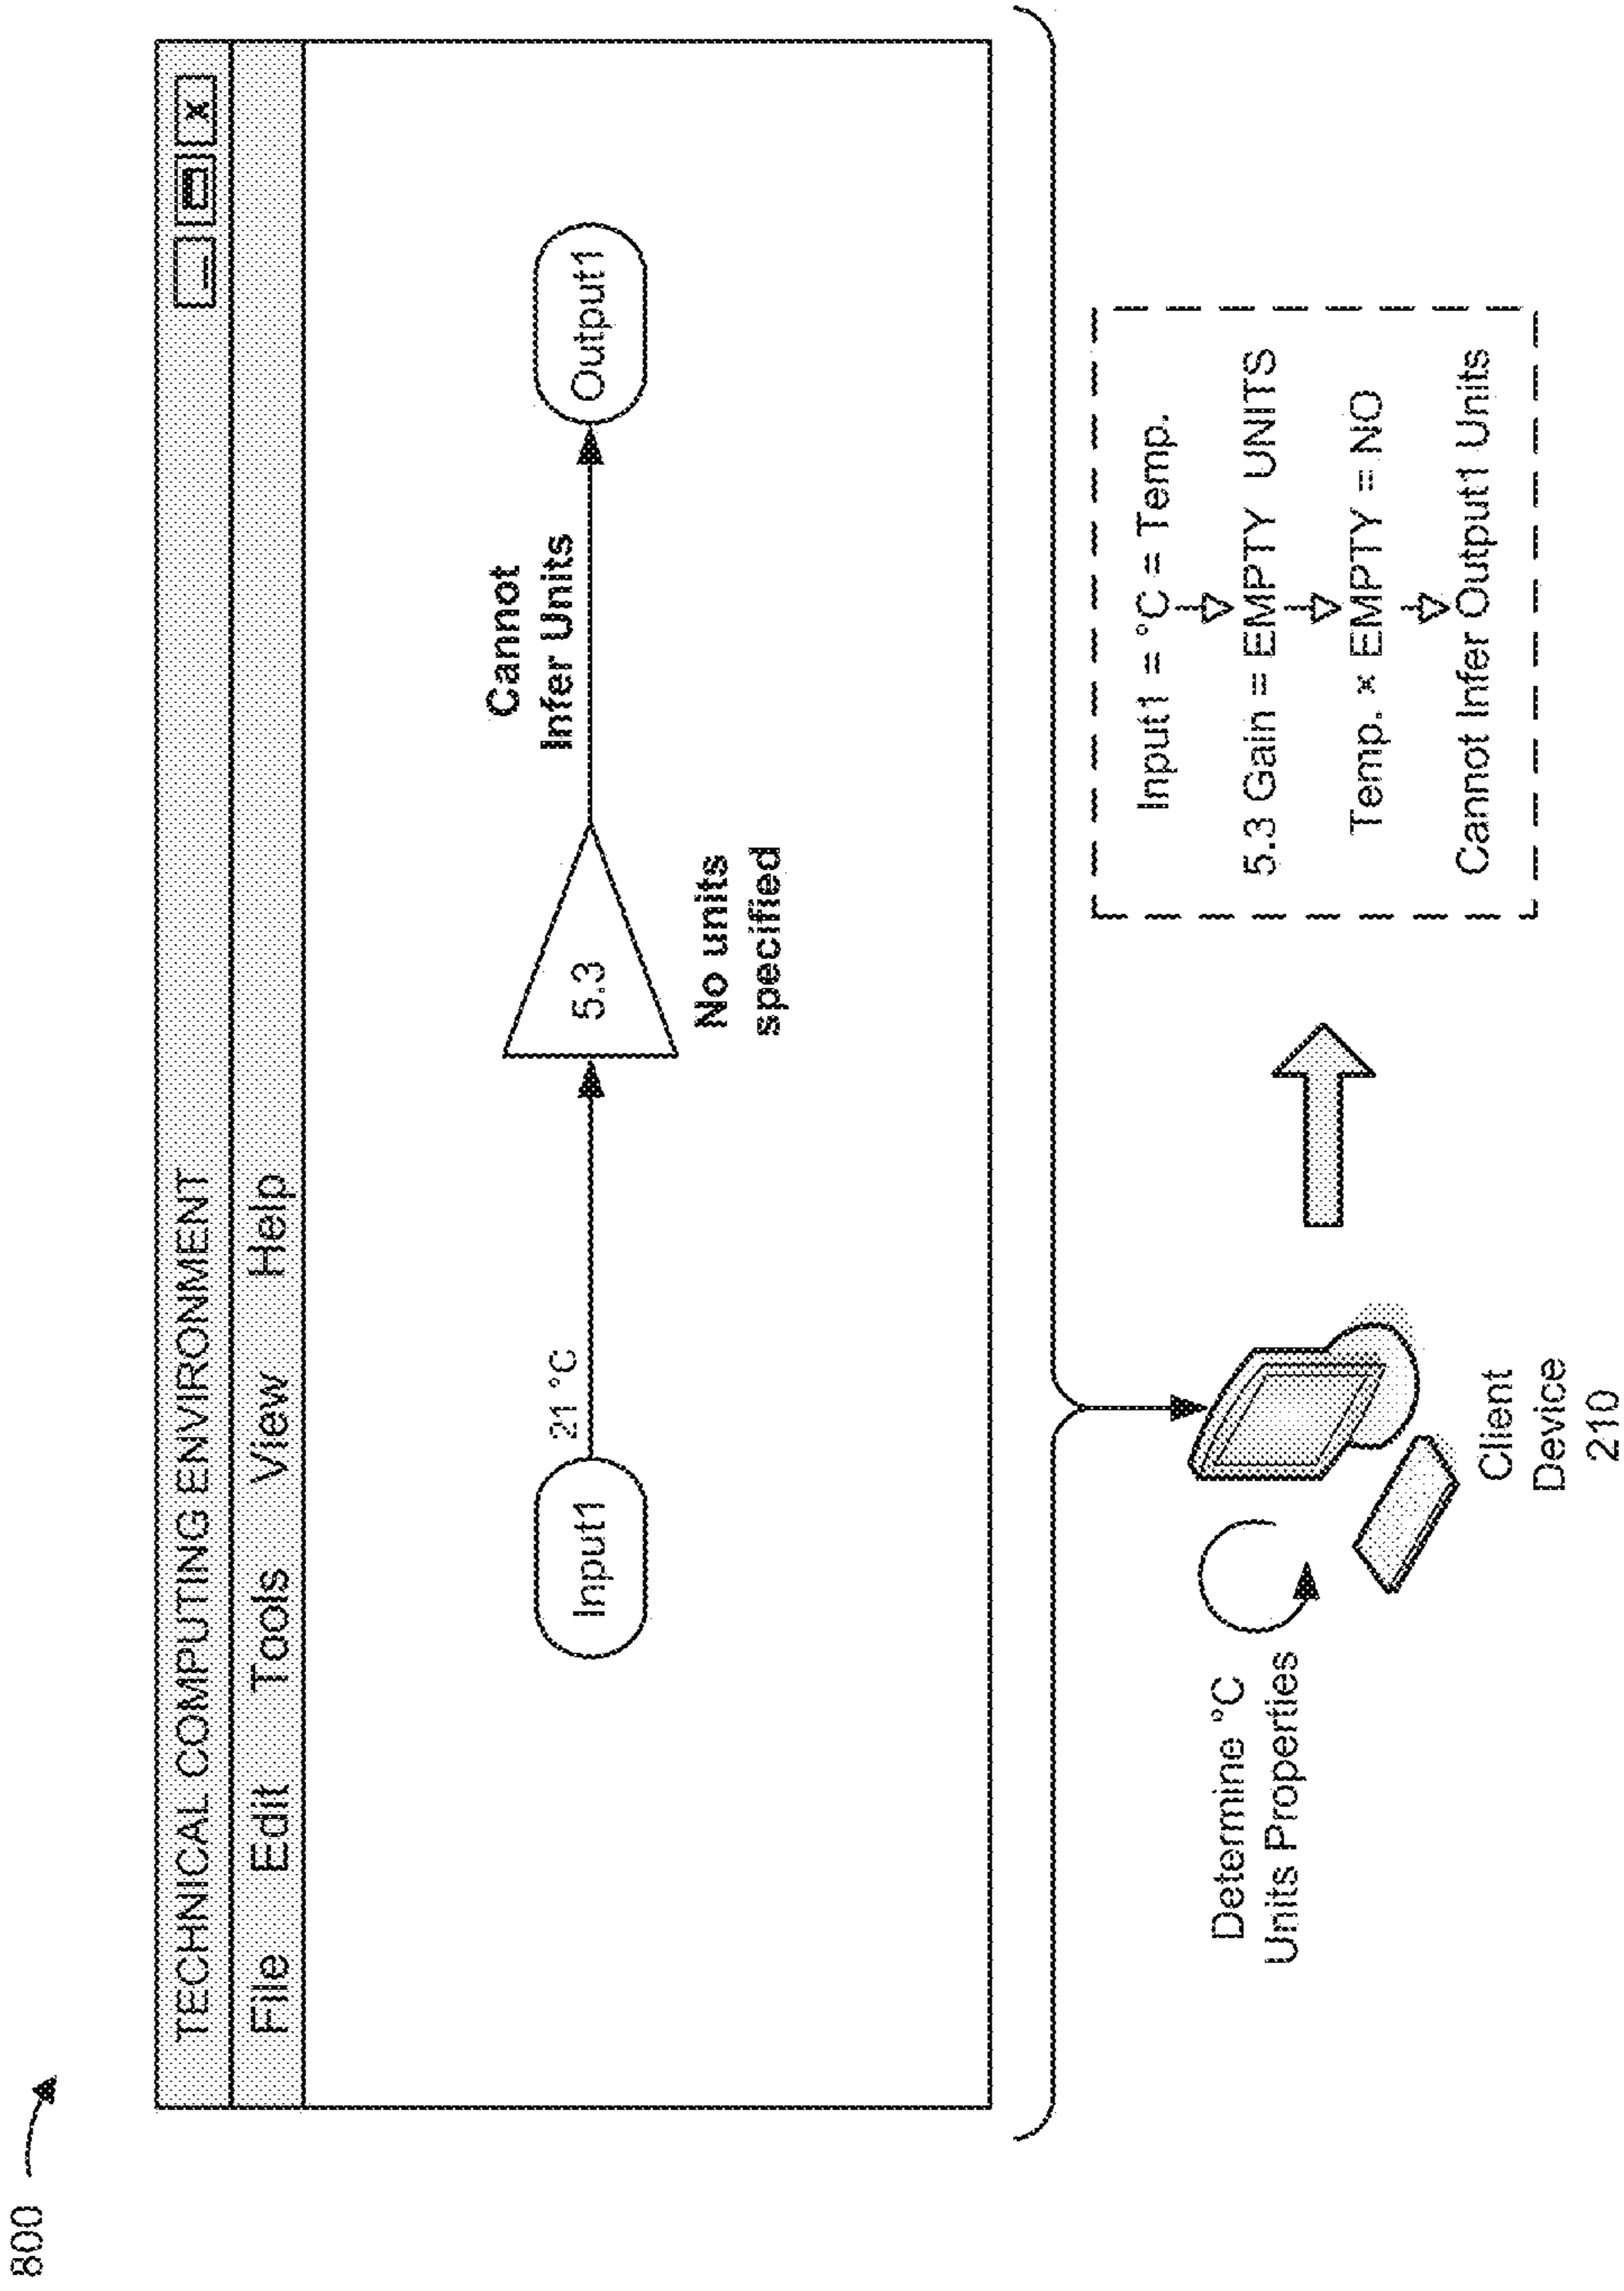 800
TECHNICAL COMPUTING ENVIRONMENT
File Edit Tools View Help
Input1
21 °C
5.3
No units
specified
Cannot
Infer Units
Output1
Determine °C
Units Properties
Client
Device
210
Input1 = °C = Temp.
5.3 Gain = EMPTY UNITS
Temp. × EMPTY = NO
Cannot Infer Output1 Units